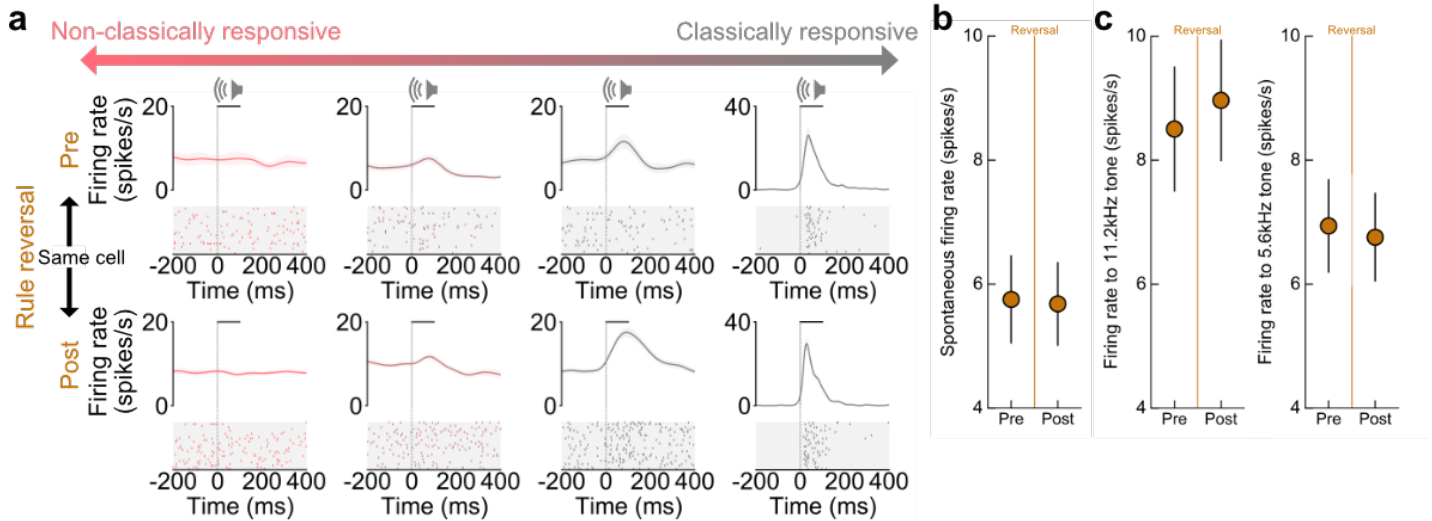 a
Non-classically responsive
Classically responsive
Rule reversal
Pre
Same cell
Post
Firing rate
(spikes/s)
20
0
20
0
20
0
40
0
-200 0 200 400
-200 0 200 400
-200 0 200 400
-200 0 200 400
Time (ms)
Time (ms)
Time (ms)
Time (ms)
Firing rate
(spikes/s)
20
0
20
0
20
0
40
0
-200 0 200 400
-200 0 200 400
-200 0 200 400
-200 0 200 400
Time (ms)
Time (ms)
Time (ms)
Time (ms)
b
Reversal
Spontaneous firing rate (spikes/s)
10
8
6
4
Pre Post
c
Reversal
Firing rate to 11.2kHz tone (spikes/s)
10
8
6
4
Pre Post
Reversal
Firing rate to 5.6kHz tone (spikes/s)
10
8
6
4
Pre Post